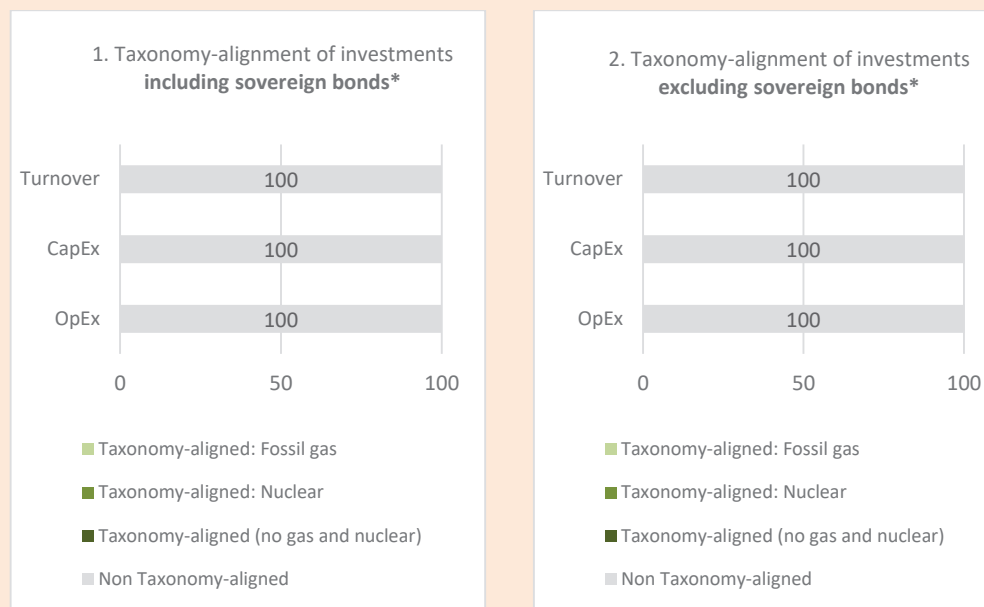 1. Taxonomy-alignment of investments
including sovereign bonds*
Turnover
100
CapEx
100
OpEx
100
0 50 100
Taxonomy-aligned: Fossil gas
Taxonomy-aligned: Nuclear
Taxonomy-aligned (no gas and nuclear)
Non Taxonomy-aligned
2. Taxonomy-alignment of investments
excluding sovereign bonds*
Turnover
100
CapEx
100
OpEx
100
0 50 100
Taxonomy-aligned: Fossil gas
Taxonomy-aligned: Nuclear
Taxonomy-aligned (no gas and nuclear)
Non Taxonomy-aligned